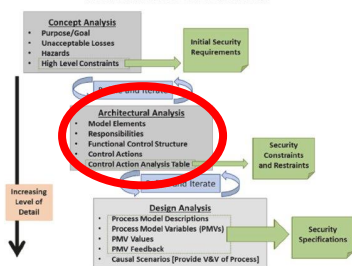 Concept Analysis
• Purpose/Goal
• Unacceptable Losses
• Hazards
• High Level Constraints
Initial Security
Requirements
and Iterate
Architectural Analysis
• Model Elements
• Responsibilities
• Functional Control Structure
• Control Actions
• Control Action Analysis Table
Security
Constraints
and Restraints
and Iterate
Increasing
Level of
Detail
Design Analysis
• Process Model Descriptions
• Process Model Variables (PMVs)
• PMV Values
• PMV Feedback
• Causal Scenarios [Provide V&V of Process]
Security
Specifications